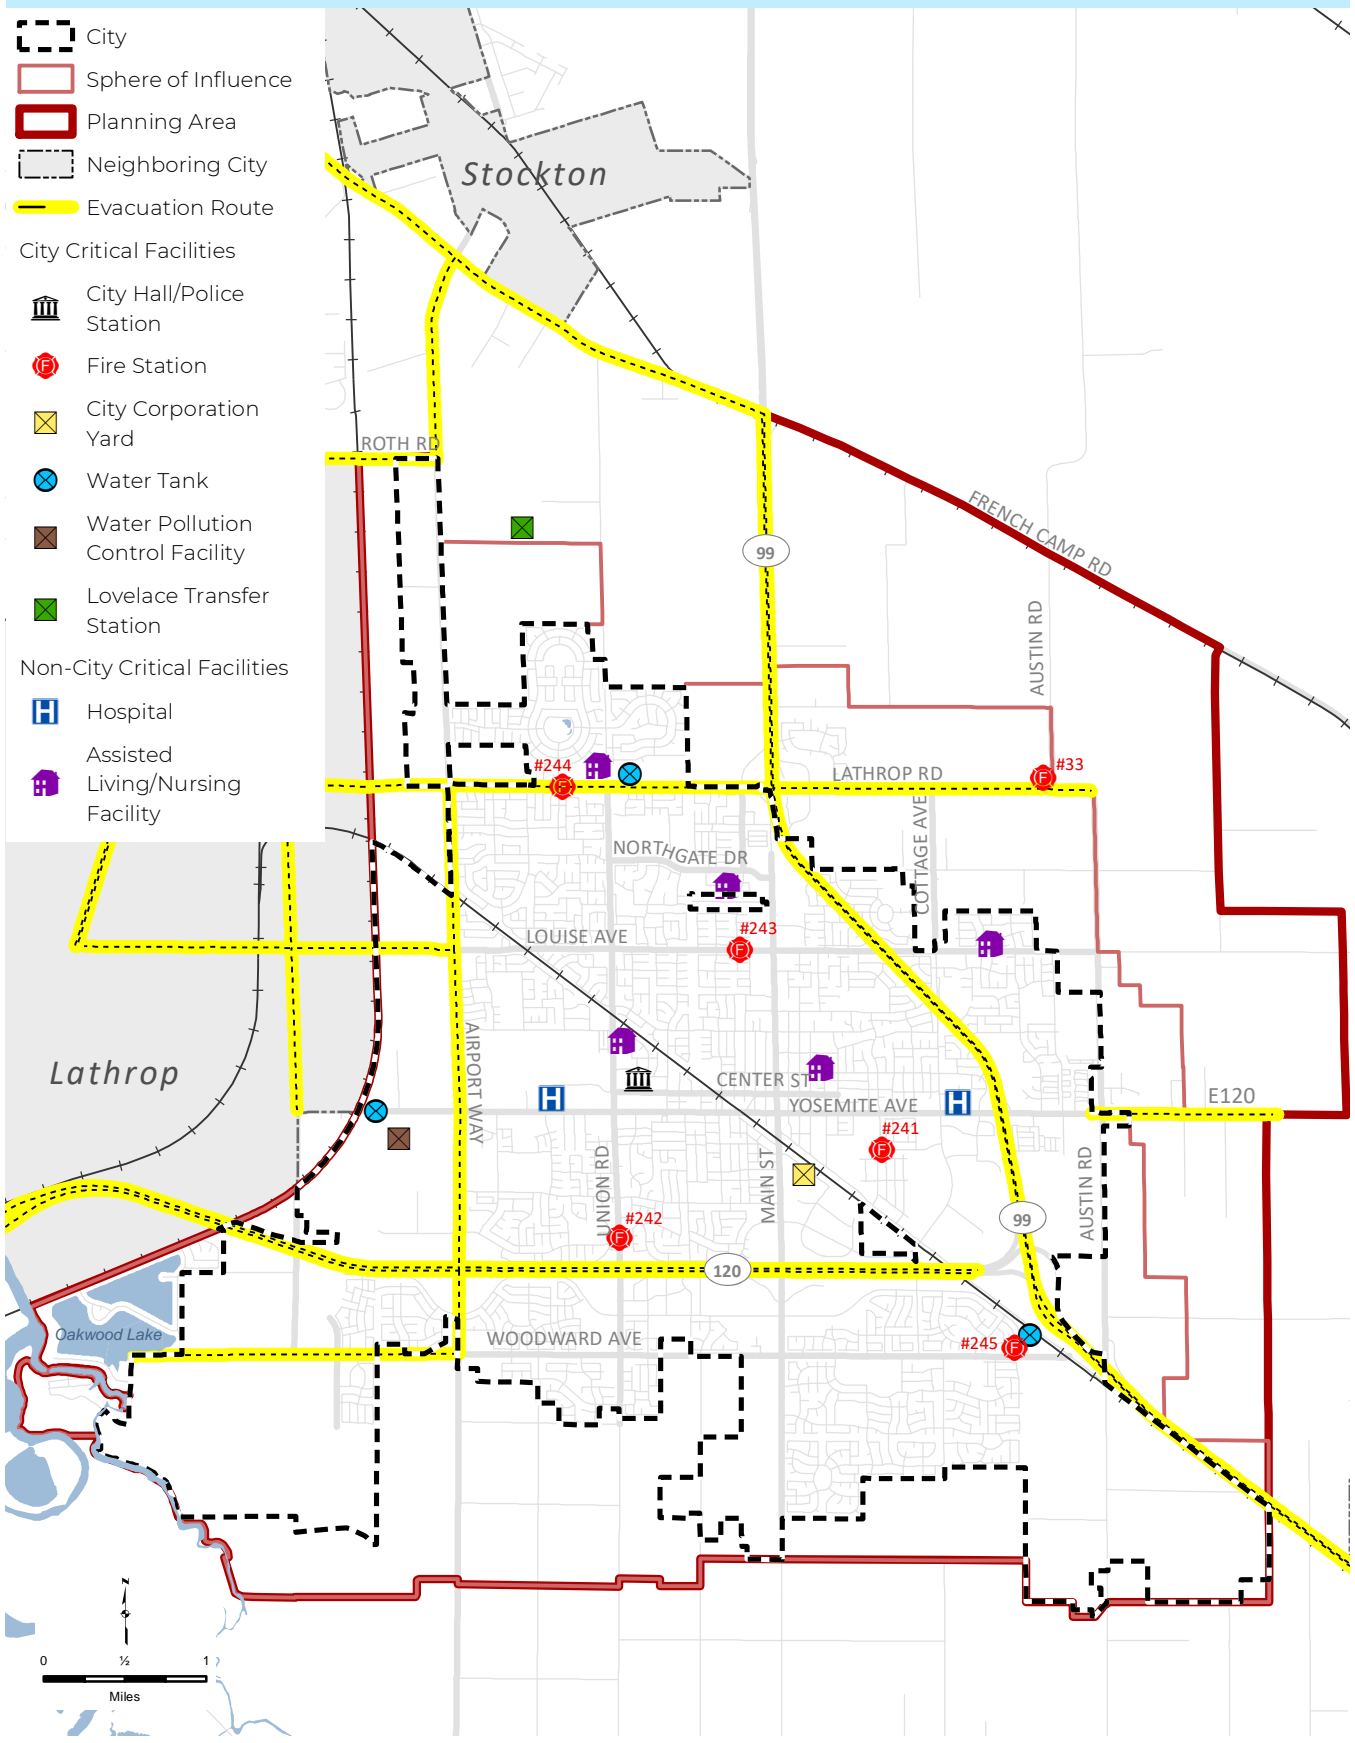 City
Sphere of Influence
Planning Area
Neighboring City
Evacuation Route
City Critical Facilities
City Hall/Police
Station
F
Fire Station
City Corporation
Yard
Water Tank
Water Pollution
Control Facility
Lovelace Transfer
Station
Non-City Critical Facilities
H
Hospital
Assisted
Living/Nursing
Facility
Stockton
ROTH RD
FRENCH CAMP RD
99
AUSTIN RD
#244
F
LATHROP RD
#33
F
COTTAGE AVE
NORTHGATE DR
LOUISE AVE
#243
F
Lathrop
AIRPORT WAY
CENTER ST
H
YOSEMITE AVE
H
E120
#241
F
UNION RD
MAIN ST
AUSTIN RD
#242
F
99
120
Oakwood Lake
WOODWARD AVE
#245
F
N
0
½
1
Miles